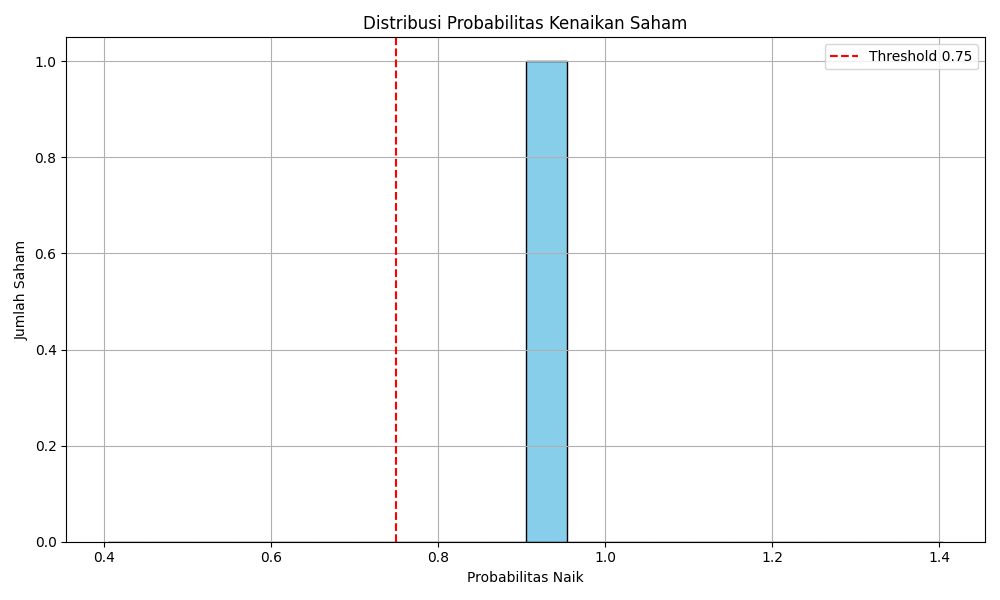 Distribusi Probabilitas Kenaikan Saham
Threshold 0.75
Jumlah Saham
1.0
0.8
0.6
0.4
0.2
0.0
0.4 0.6 0.8 1.0 1.2 1.4
Probabilitas Naik